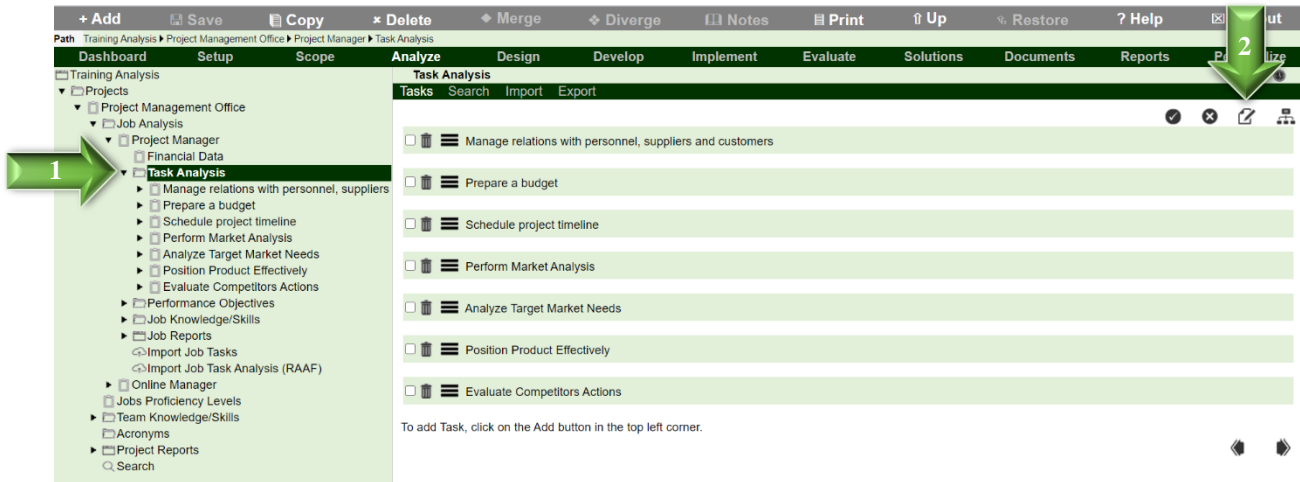 + Add Save Copy × Delete Merge Diverge Notes Print Up Restore ? Help ut
Path Training Analysis Project Management Office Project Manager Task Analysis
Dashboard Setup Scope Analyze Design Develop Implement Evaluate Solutions Documents Reports
2
Training Analysis
Projects
Project Management Office
Job Analysis
Project Manager
Financial Data
1
Task Analysis
Manage relations with personnel, suppliers
Prepare a budget
Schedule project timeline
Perform Market Analysis
Analyze Target Market Needs
Position Product Effectively
Evaluate Competitors Actions
Performance Objectives
Job Knowledge/Skills
Job Reports
Import Job Tasks
Import Job Task Analysis (RAAF)
Online Manager
Jobs Proficiency Levels
Team Knowledge/Skills
Acronyms
Project Reports
Search
Task Analysis
Tasks Search Import Export
Manage relations with personnel, suppliers and customers
Prepare a budget
Schedule project timeline
Perform Market Analysis
Analyze Target Market Needs
Position Product Effectively
Evaluate Competitors Actions
To add Task, click on the Add button in the top left corner.